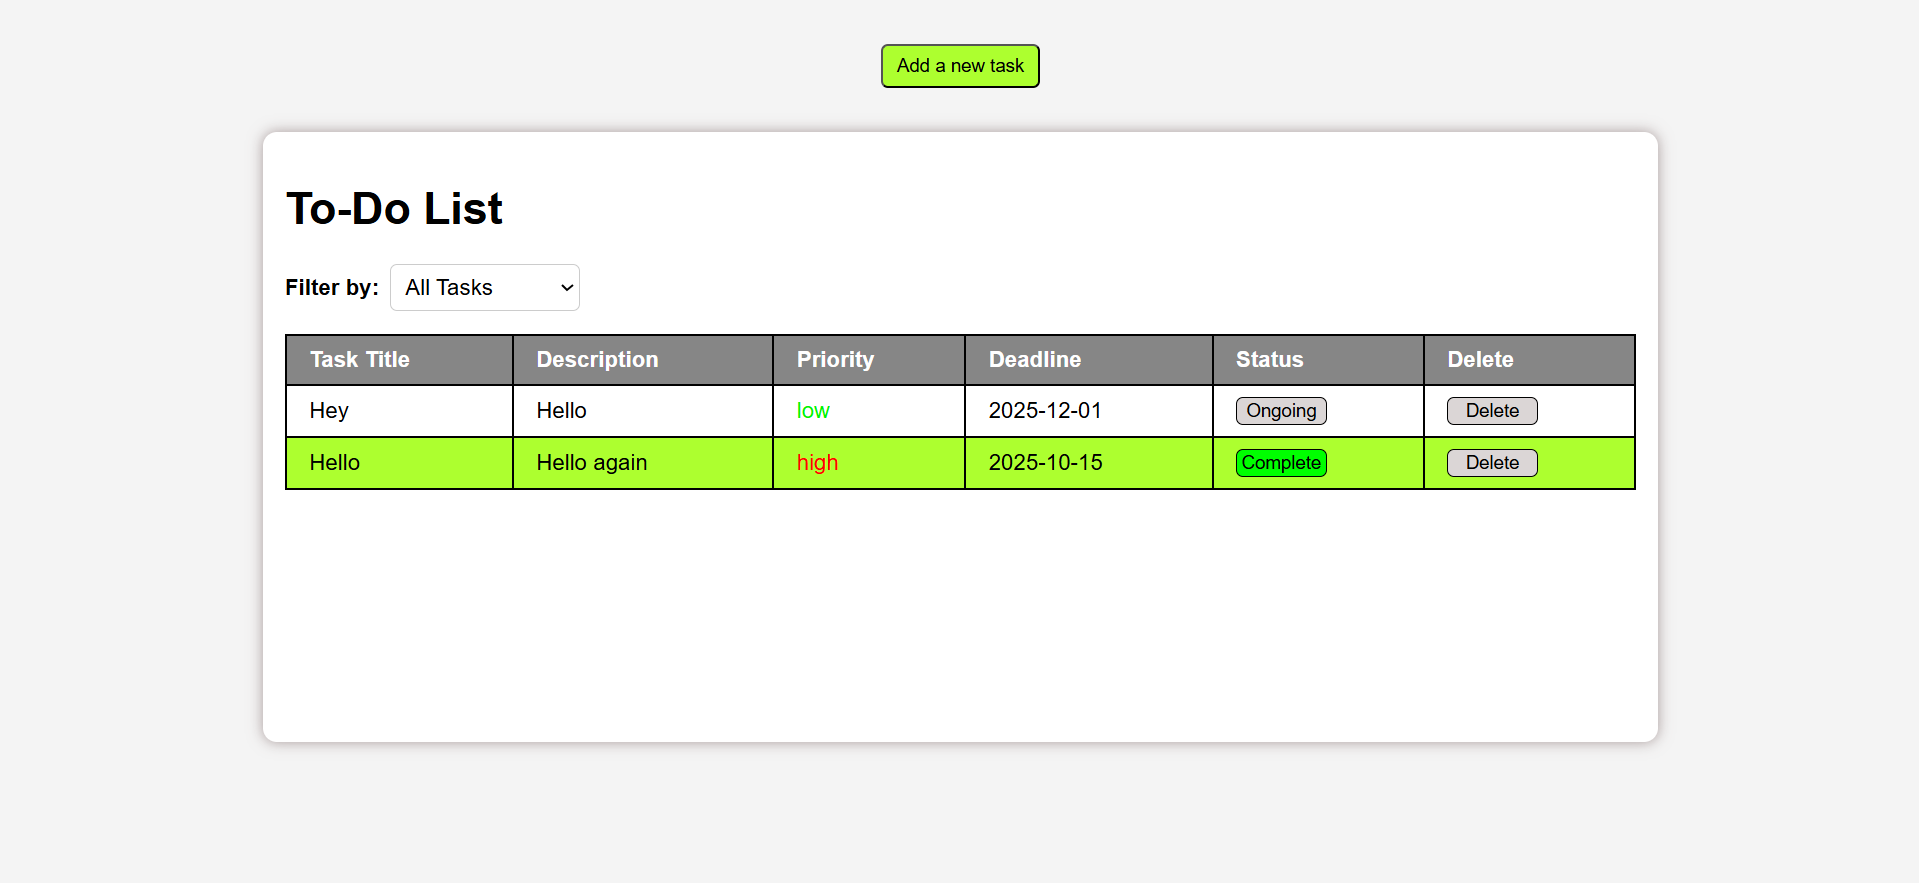 Add a new task
To-Do List
Filter by: All Tasks
Task Title Description Priority Deadline Status Delete
Hey Hello low 2025-12-01 Ongoing Delete
Hello Hello again high 2025-10-15 Complete Delete